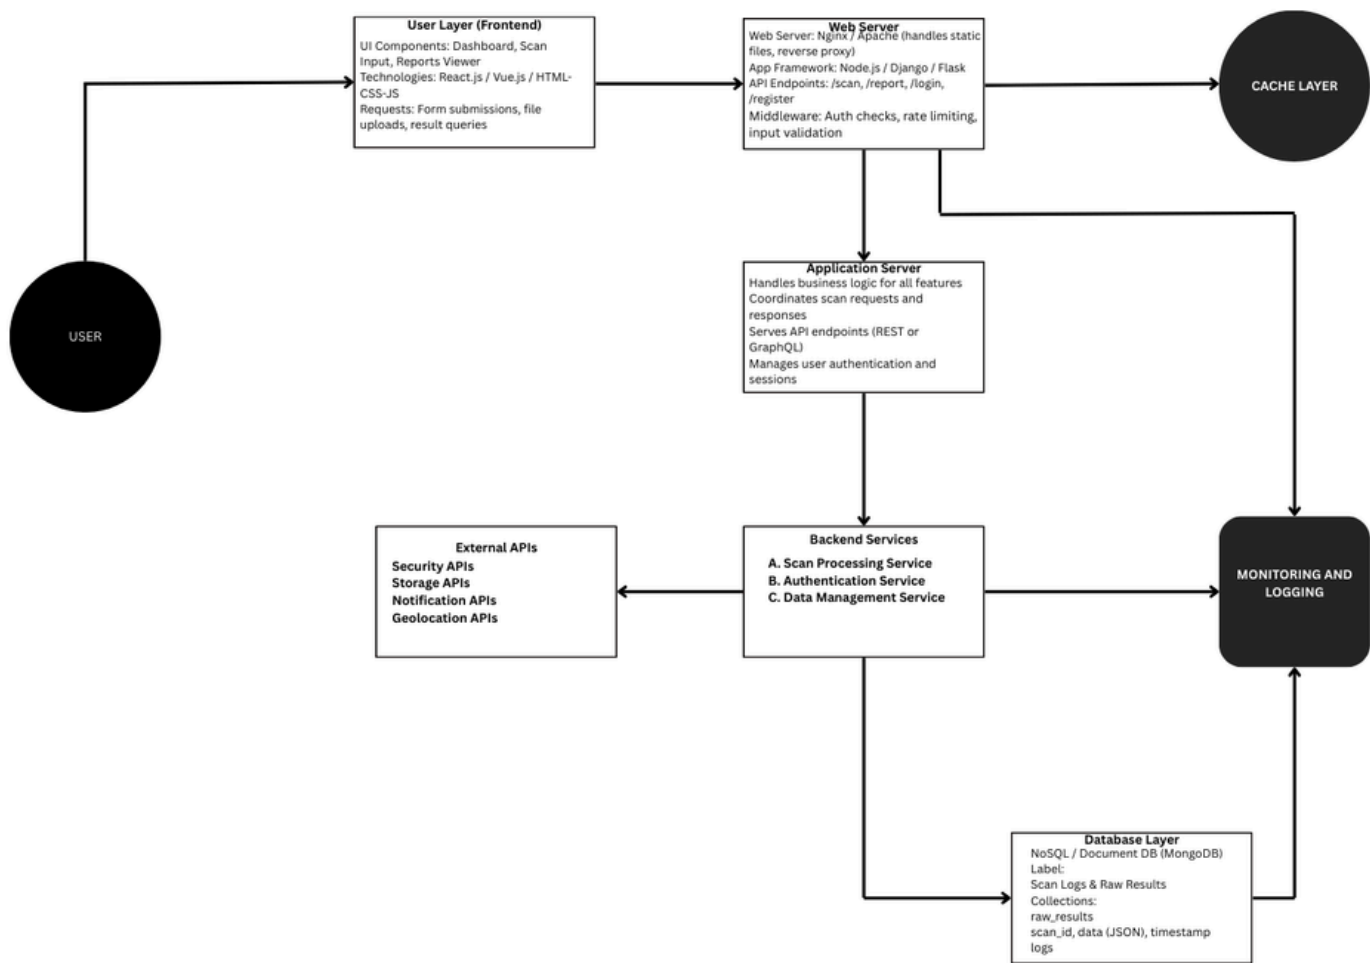 User Layer (Frontend)
UI Components: Dashboard, Scan
Input, Reports Viewer
Technologies: React.js / Vue.js / HTML-
CSS-JS
Requests: Form submissions, file
uploads, result queries
Web Server
Web Server: Nginx / Apache (handles static
files, reverse proxy)
App Framework: Node.js / Django / Flask
API Endpoints: /scan, /report, /login,
/register
Middleware: Auth checks, rate limiting,
input validation
CACHE LAYER
USER
Application Server
Handles business logic for all features
Coordinates scan requests and
responses
Serves API endpoints (REST or
GraphQL)
Manages user authentication and
sessions
External APIs
Security APIs
Storage APIs
Notification APIs
Geolocation APIs
Backend Services
A. Scan Processing Service
B. Authentication Service
C. Data Management Service
MONITORING AND
LOGGING
Database Layer
NoSQL / Document DB (MongoDB)
Label:
Scan Logs & Raw Results
Collections:
raw_results
scan_id, data (JSON), timestamp
logs